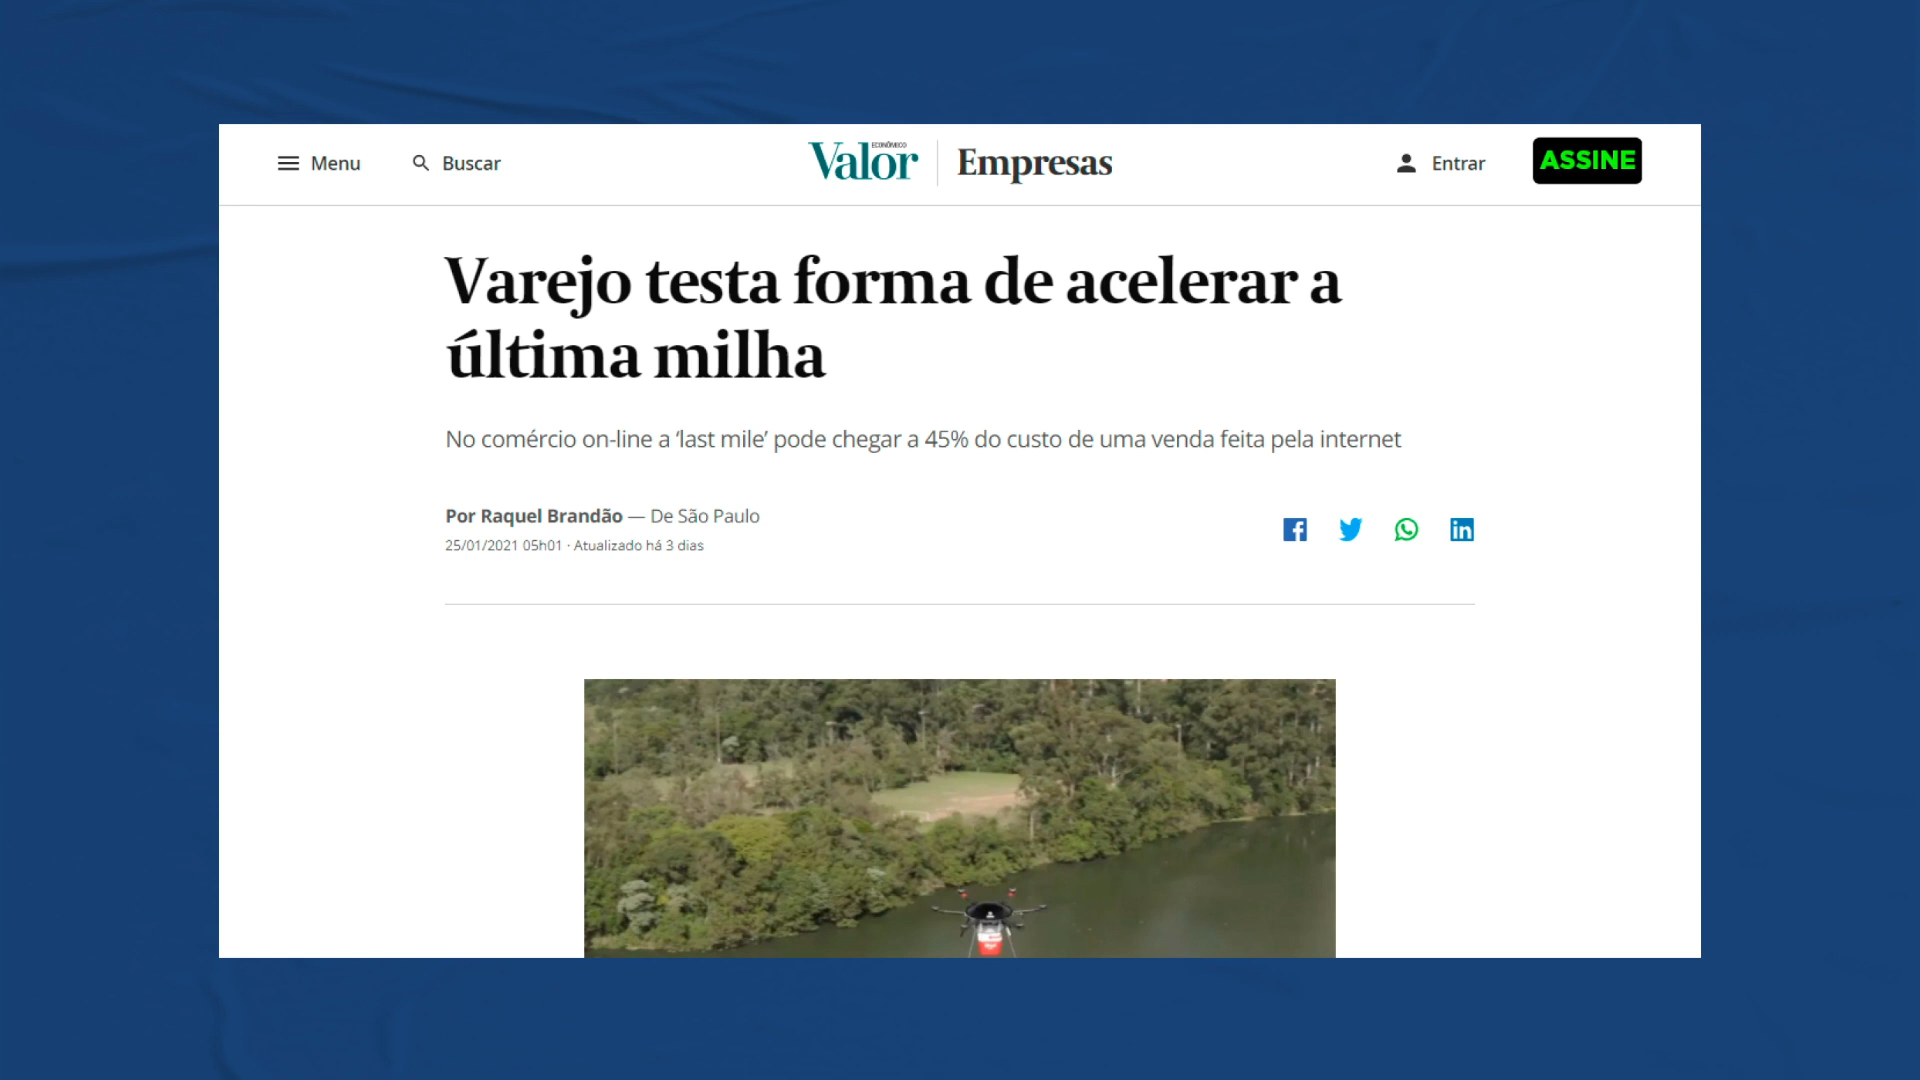 Menu
Buscar
Valor ECONÔMICO
Empresas
Entrar
ASSINE
Varejo testa forma de acelerar a
última milha
No comércio on-line a ‘last mile’ pode chegar a 45% do custo de uma venda feita pela internet
Por Raquel Brandão — De São Paulo
25/01/2021 05h01 · Atualizado há 3 dias